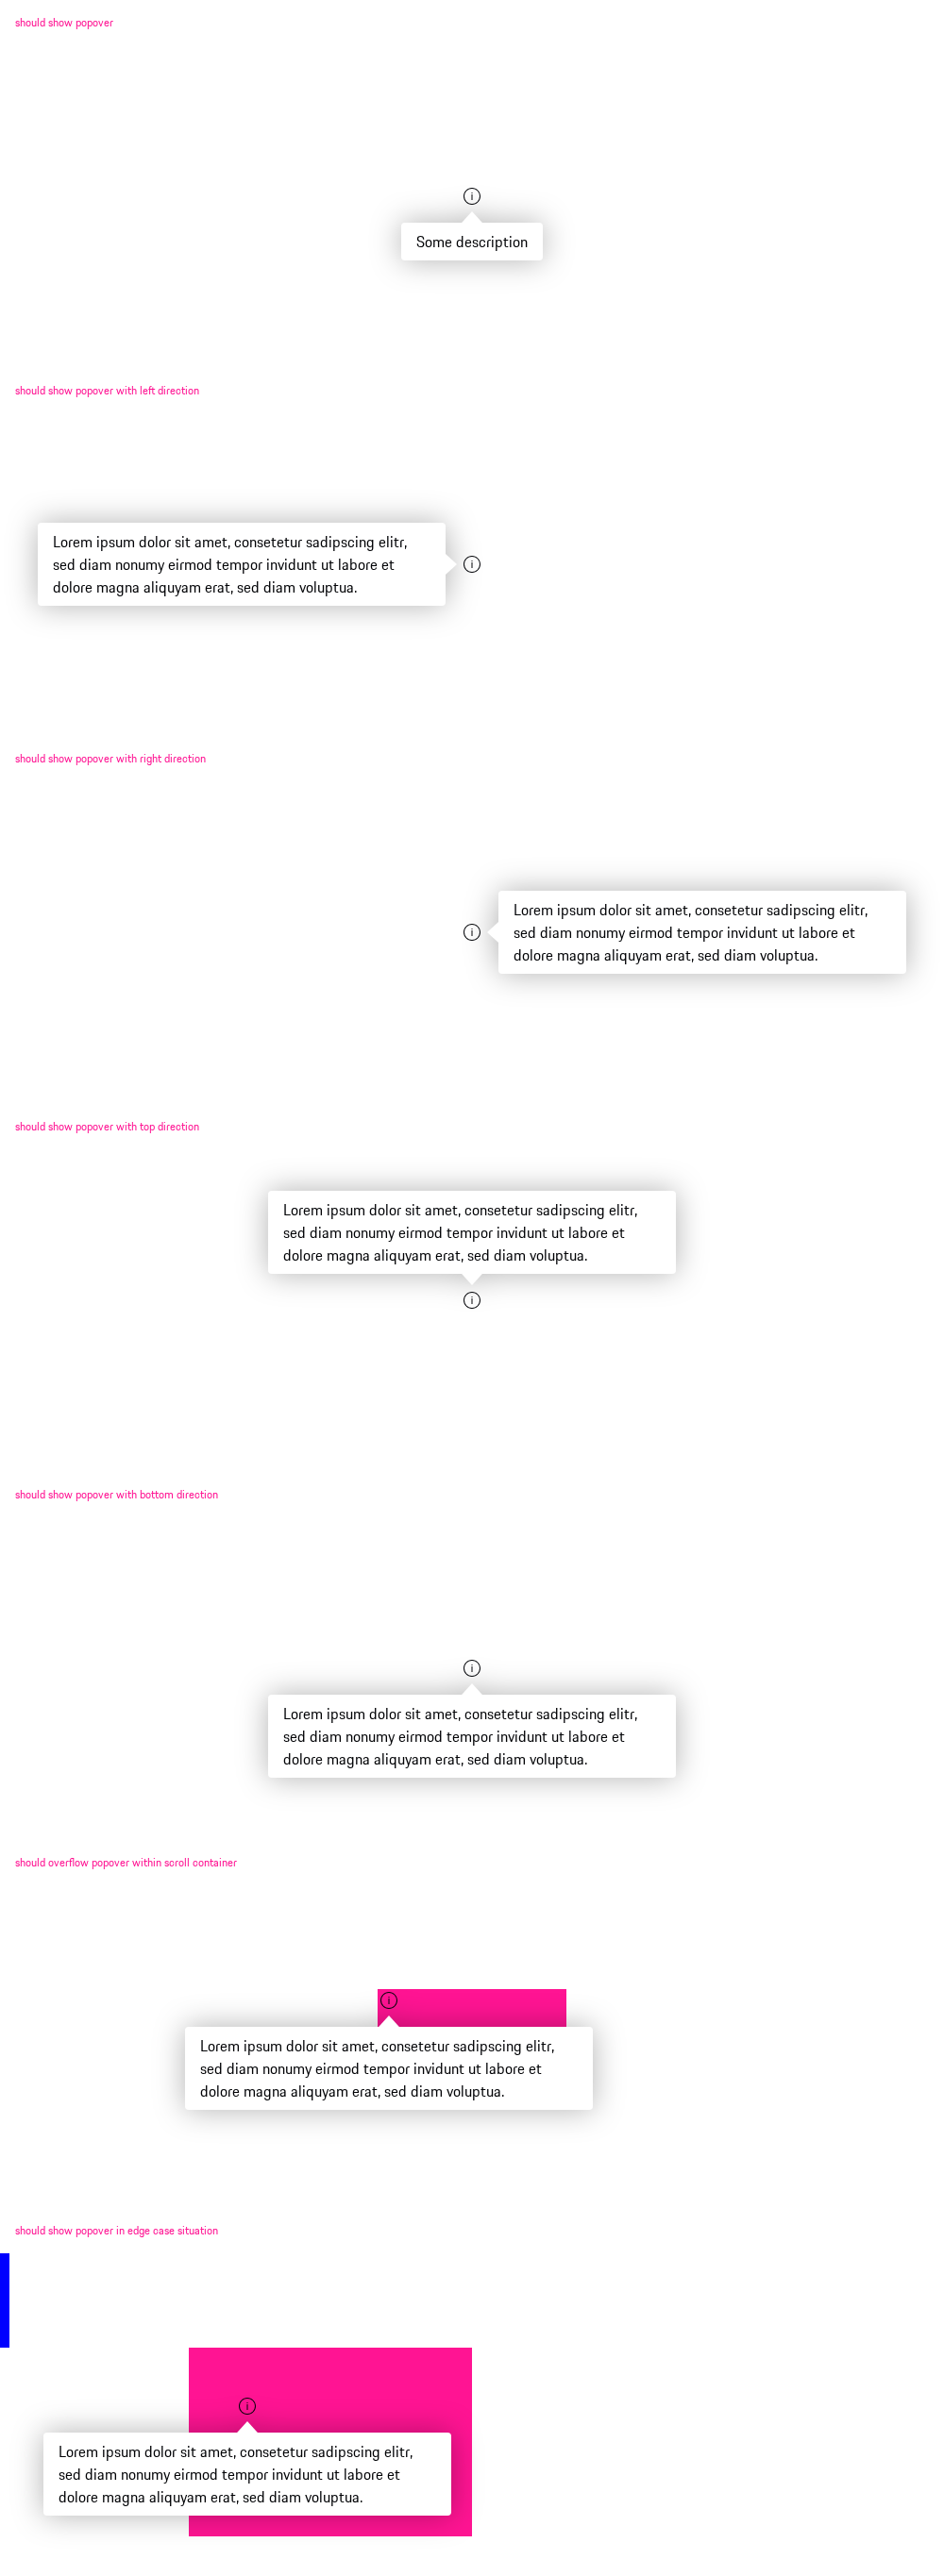 should show popover
i
Some description
should show popover with left direction
Lorem ipsum dolor sit amet, consetetur sadipscing elitr,
sed diam nonumy eirmod tempor invidunt ut labore et
dolore magna aliquyam erat, sed diam voluptua.
i
should show popover with right direction
i
Lorem ipsum dolor sit amet, consetetur sadipscing elitr,
sed diam nonumy eirmod tempor invidunt ut labore et
dolore magna aliquyam erat, sed diam voluptua.
should show popover with top direction
Lorem ipsum dolor sit amet, consetetur sadipscing elitr,
sed diam nonumy eirmod tempor invidunt ut labore et
dolore magna aliquyam erat, sed diam voluptua.
i
should show popover with bottom direction
i
Lorem ipsum dolor sit amet, consetetur sadipscing elitr,
sed diam nonumy eirmod tempor invidunt ut labore et
dolore magna aliquyam erat, sed diam voluptua.
should overflow popover within scroll container
i
Lorem ipsum dolor sit amet, consetetur sadipscing elitr,
sed diam nonumy eirmod tempor invidunt ut labore et
dolore magna aliquyam erat, sed diam voluptua.
should show popover in edge case situation
i
Lorem ipsum dolor sit amet, consetetur sadipscing elitr,
sed diam nonumy eirmod tempor invidunt ut labore et
dolore magna aliquyam erat, sed diam voluptua.